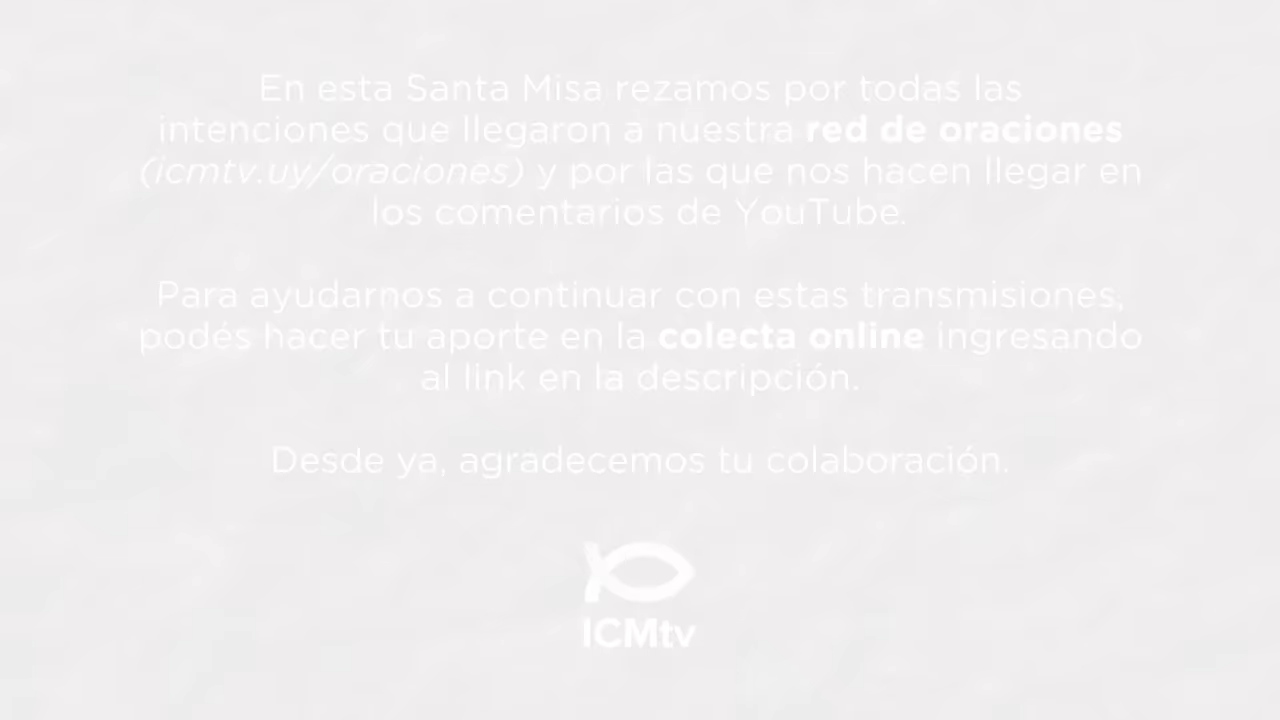 En esta Santa Misa rezamos por todas las
intenciones que llegaron a nuestra red de oraciones
(icmtv.uy/oraciones) y por las que nos hacen llegar en
los comentarios de YouTube.
Para ayudarnos a continuar con estas transmisiones,
podés hacer tu aporte en la colecta online ingresando
al link en la descripción.
Desde ya, agradecemos tu colaboración.
ICMtv